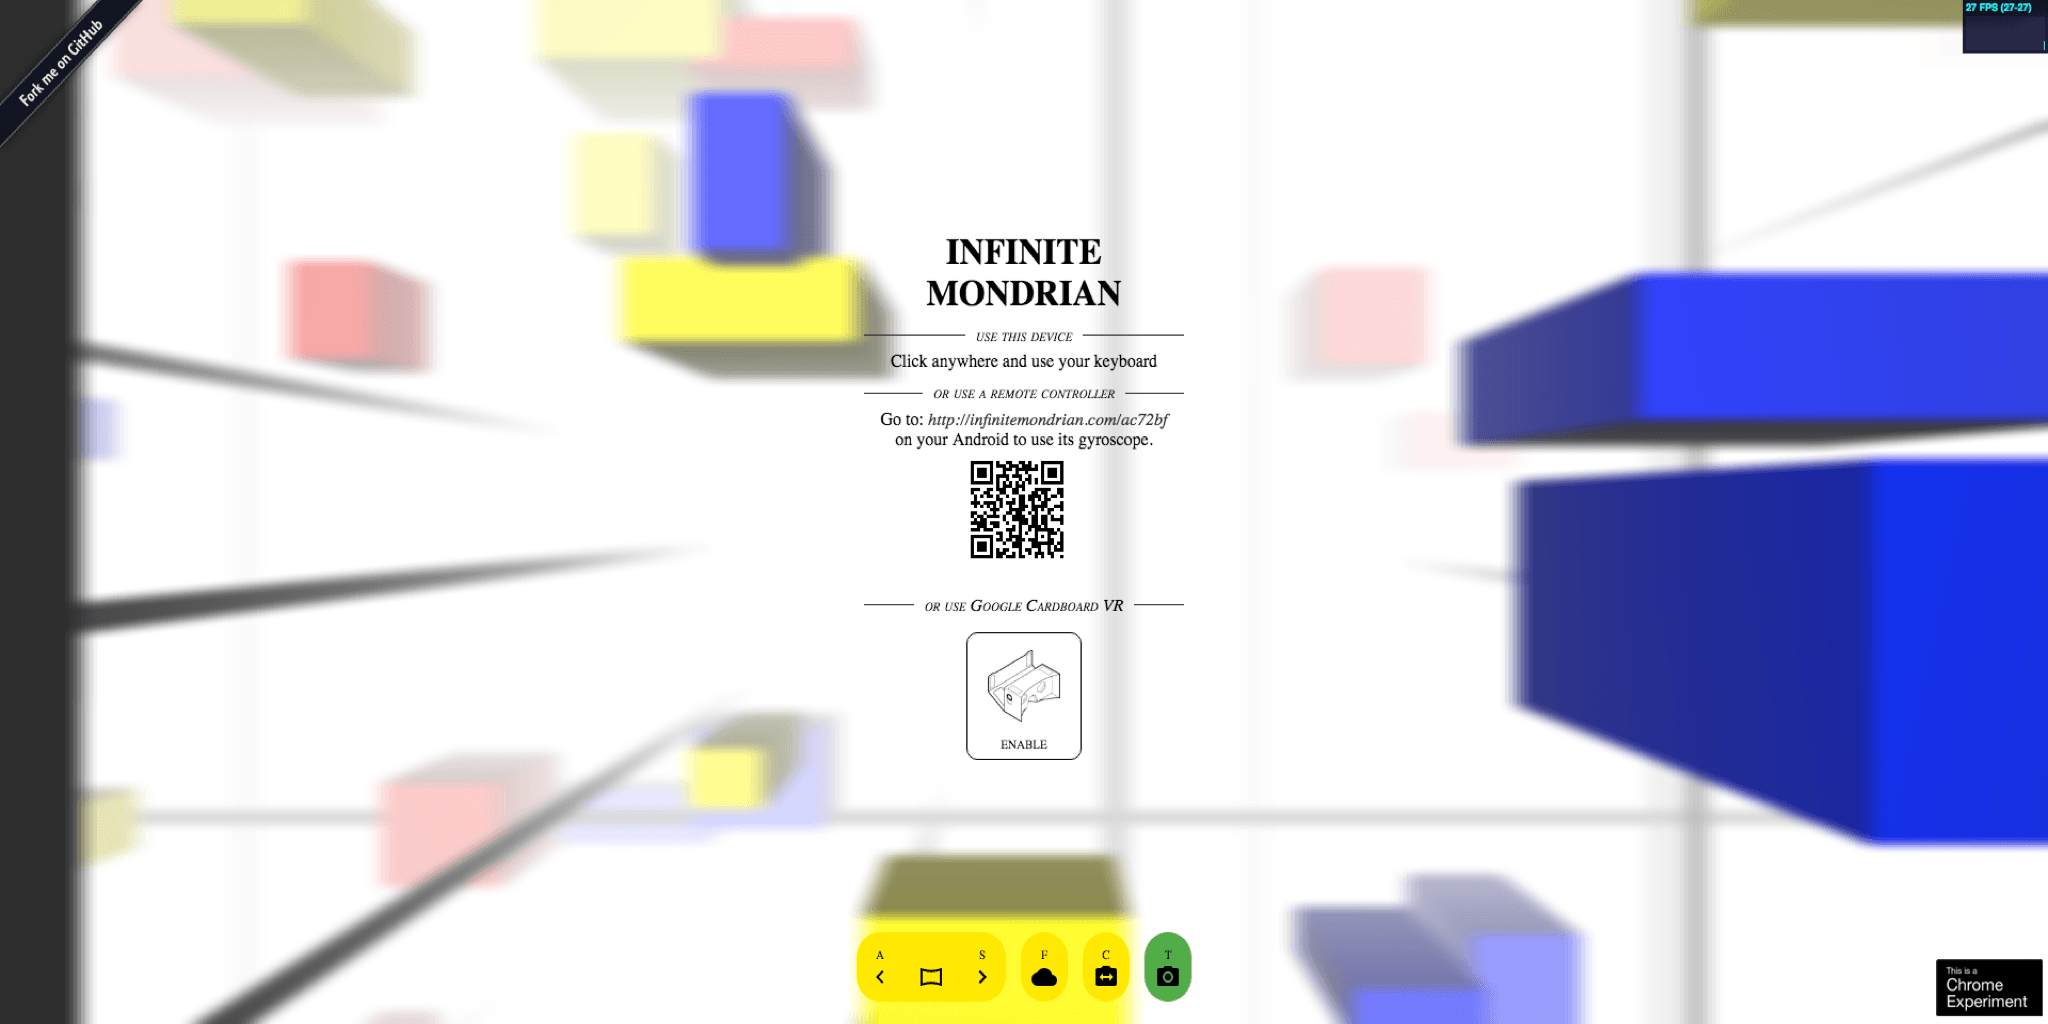 Fork me on GitHub
27 FPS (27-27)
INFINITE
MONDRIAN
USE THIS DEVICE
Click anywhere and use your keyboard
OR USE A REMOTE CONTROLLER
Go to: http://infinitemondrian.com/ac72bf
on your Android to use its gyroscope.
OR USE GOOGLE CARDBOARD VR
ENABLE
A S F C T
This is a
Chrome
Experiment